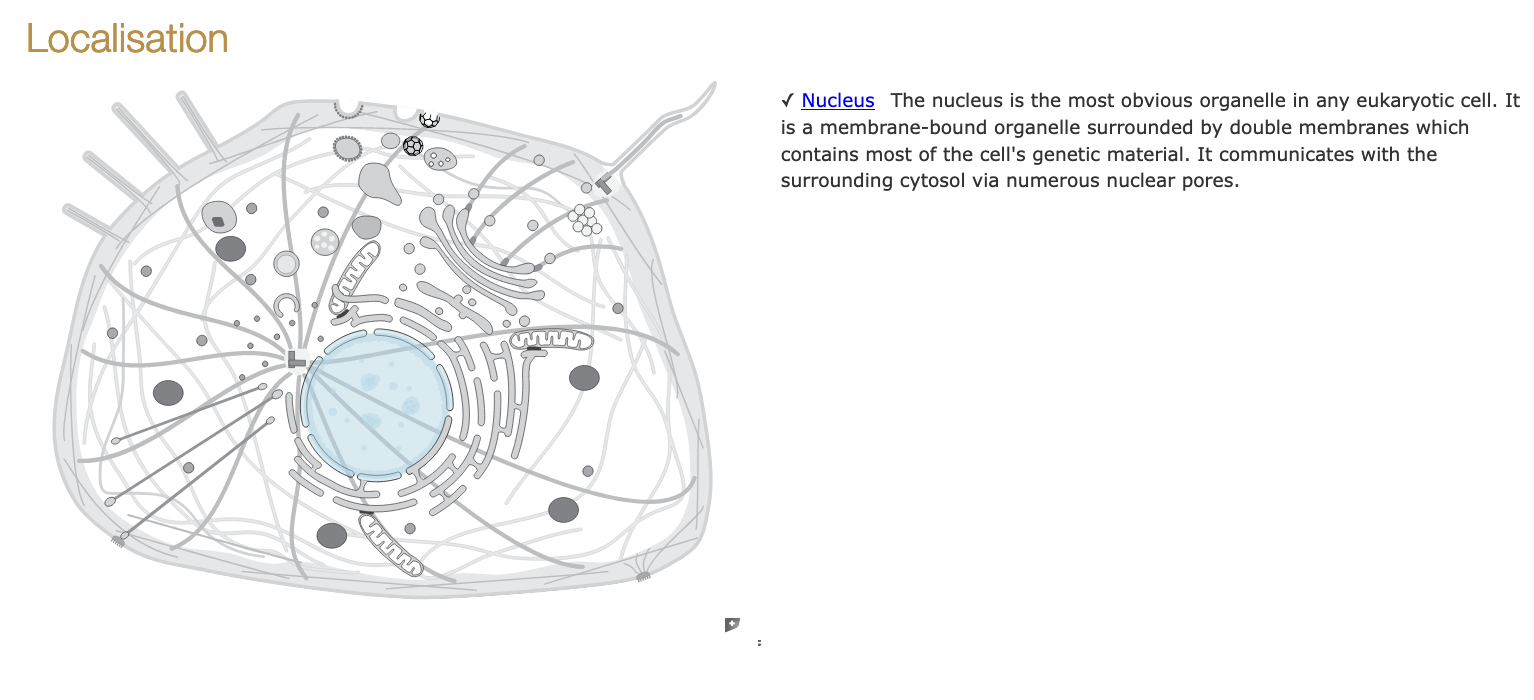 Localisation
✓ Nucleus The nucleus is the most obvious organelle in any eukaryotic cell. It
is a membrane-bound organelle surrounded by double membranes which
contains most of the cell's genetic material. It communicates with the
surrounding cytosol via numerous nuclear pores.